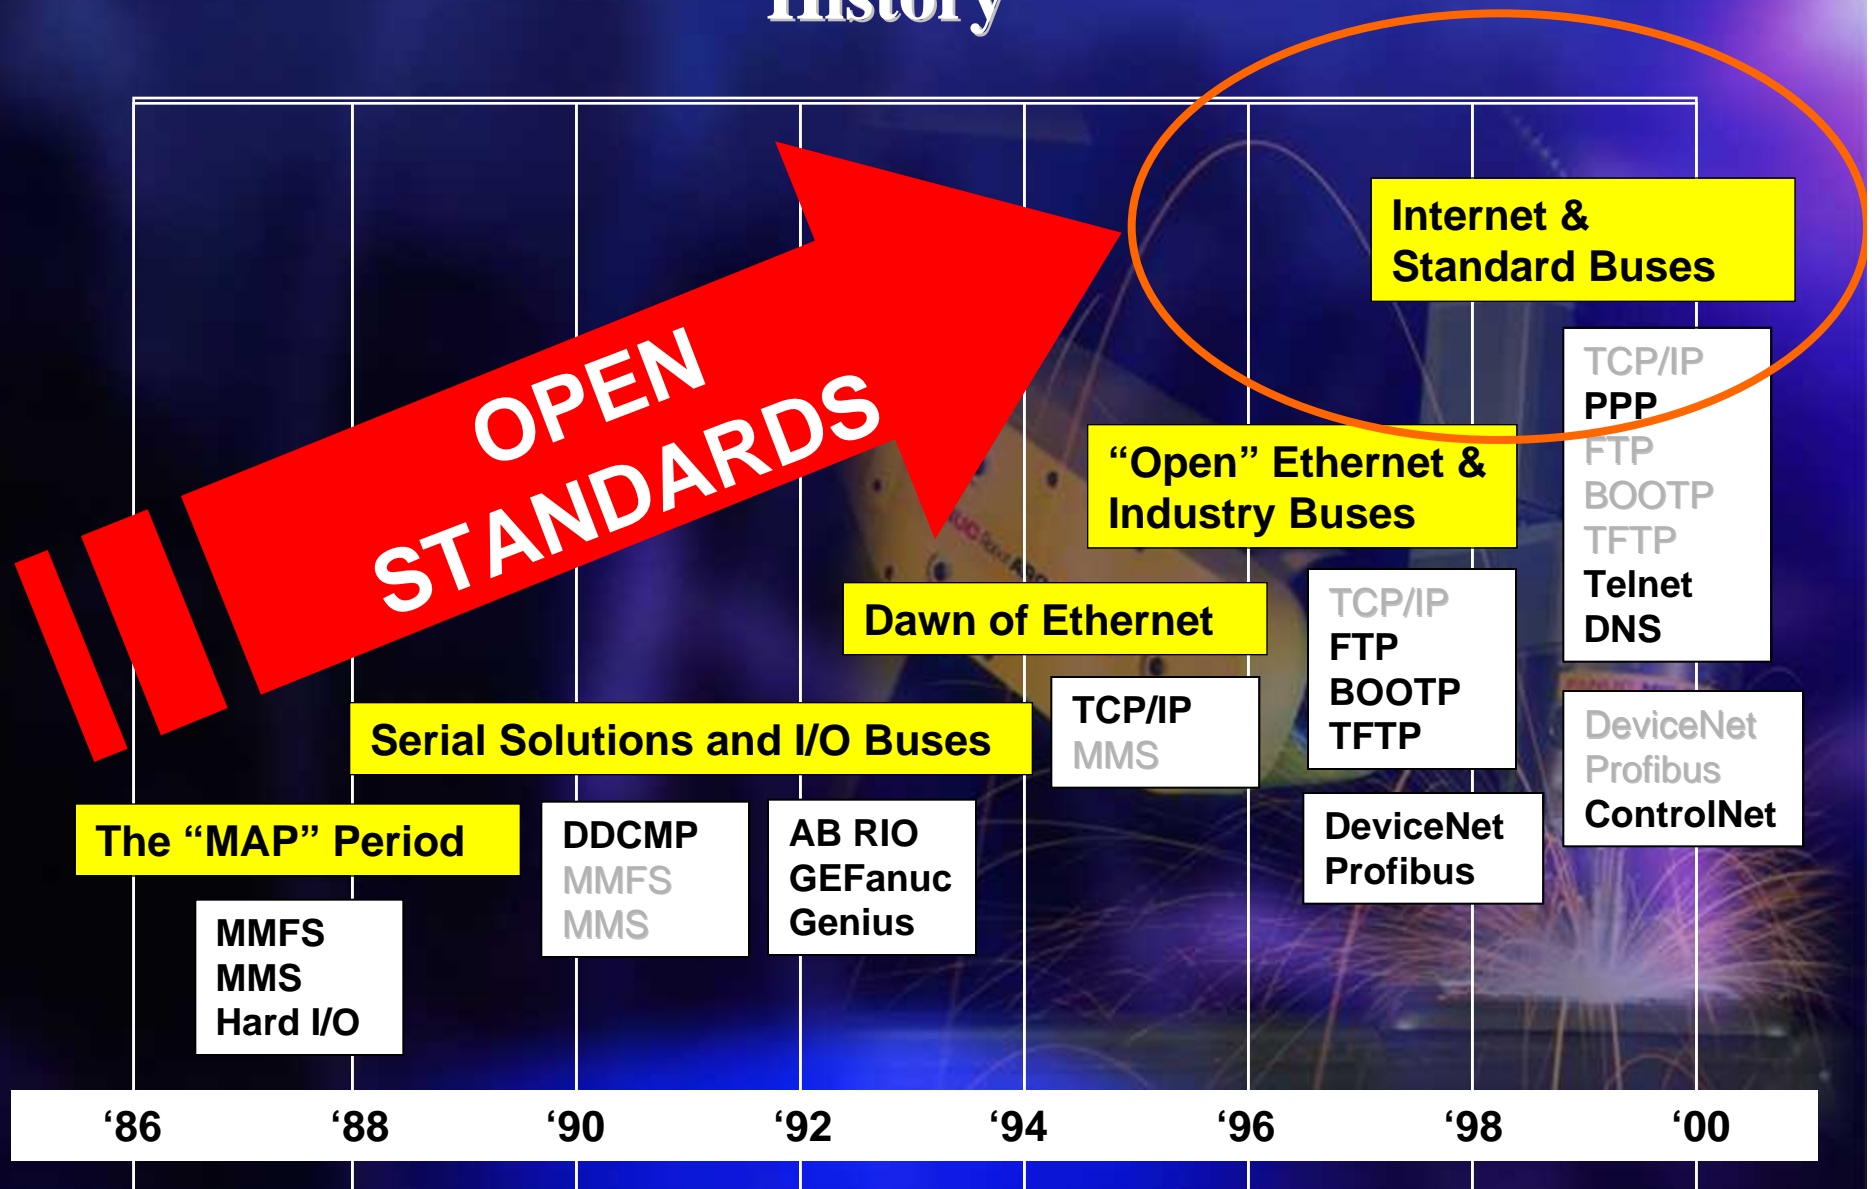 History
OPEN
STANDARDS
Internet &
Standard Buses
TCP/IP
PPP
FTP
BOOTP
TFTP
Telnet
DNS
DeviceNet
Profibus
ControlNet
“Open” Ethernet &
Industry Buses
TCP/IP
FTP
BOOTP
TFTP
DeviceNet
Profibus
Dawn of Ethernet
TCP/IP
MMS
Serial Solutions and I/O Buses
DDCMP
MMFS
MMS
AB RIO
GEFanuc
Genius
The “MAP” Period
MMFS
MMS
Hard I/O
‘86 ‘88 ‘90 ‘92 ‘94 ‘96 ‘98 ‘00